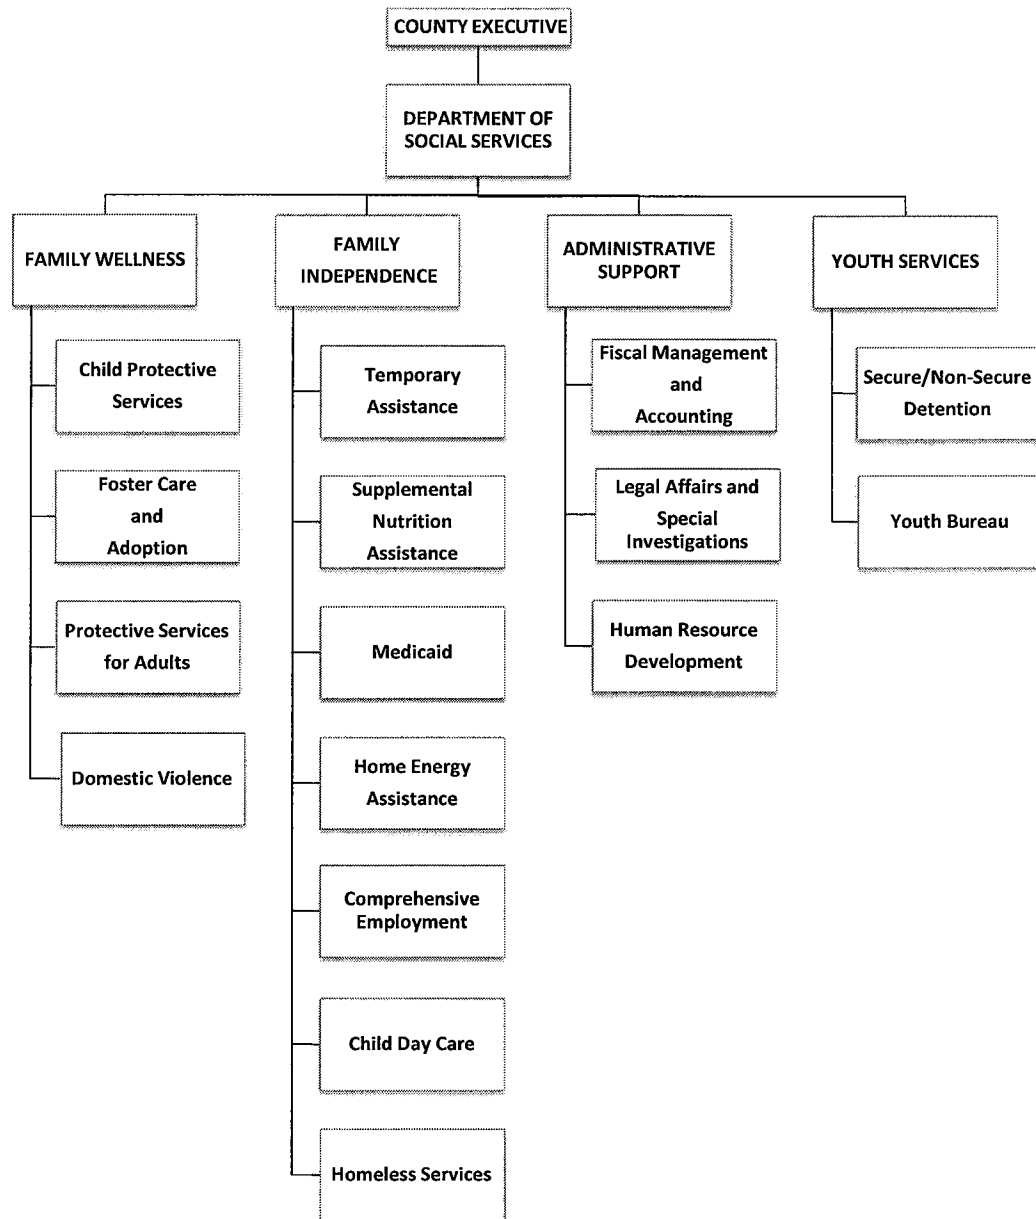 COUNTY EXECUTIVE
DEPARTMENT OF
SOCIAL SERVICES
FAMILY WELLNESS
FAMILY
INDEPENDENCE
ADMINISTRATIVE
SUPPORT
YOUTH SERVICES
Child Protective
Services
Foster Care
and
Adoption
Protective Services
for Adults
Domestic Violence
Temporary
Assistance
Supplemental
Nutrition
Assistance
Medicaid
Home Energy
Assistance
Comprehensive
Employment
Child Day Care
Homeless Services
Fiscal Management
and
Accounting
Legal Affairs and
Special
Investigations
Human Resource
Development
Secure/Non-Secure
Detention
Youth Bureau